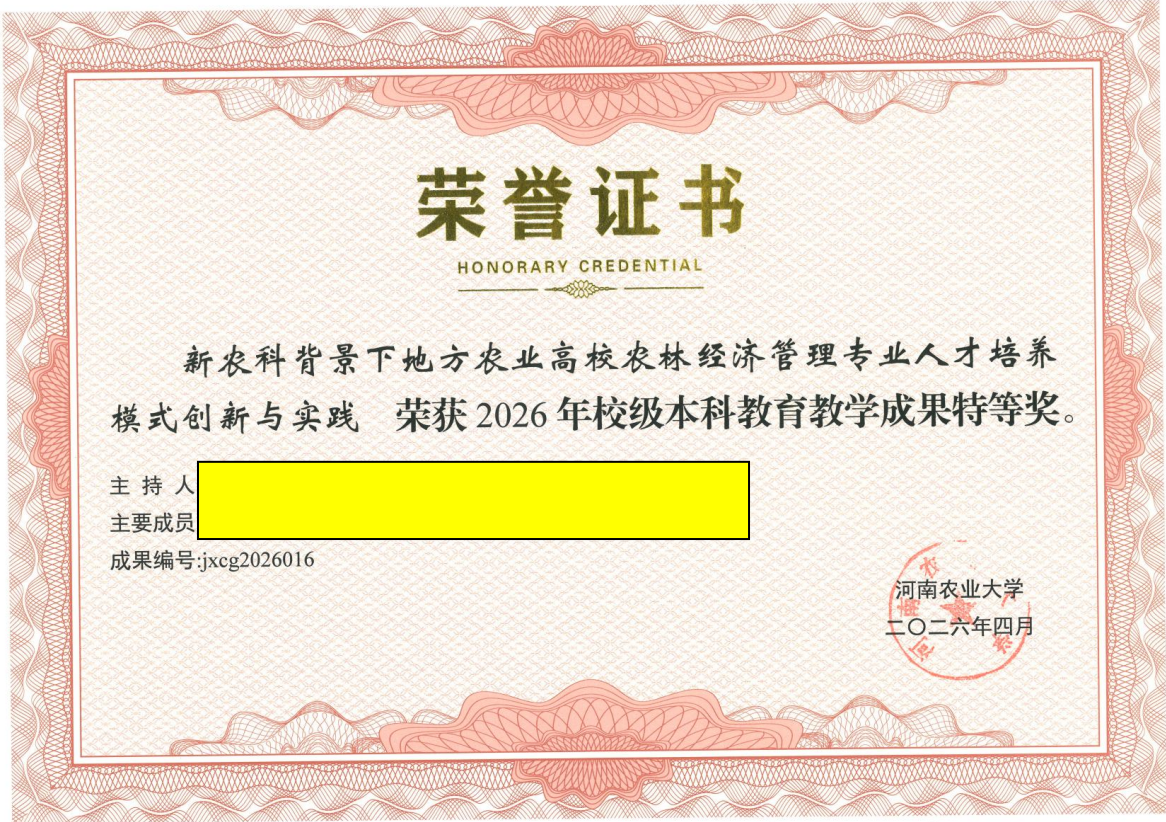 荣誉证书
HONORARY CREDENTIAL
新农科背景下地方农业高校农林经济管理专业人才培养
模式创新与实践 荣获 2026 年校级本科教育教学成果特等奖。
主 持 人
主要成员
成果编号:jxcg2026016
河南农业大学
二〇二六年四月
河南农